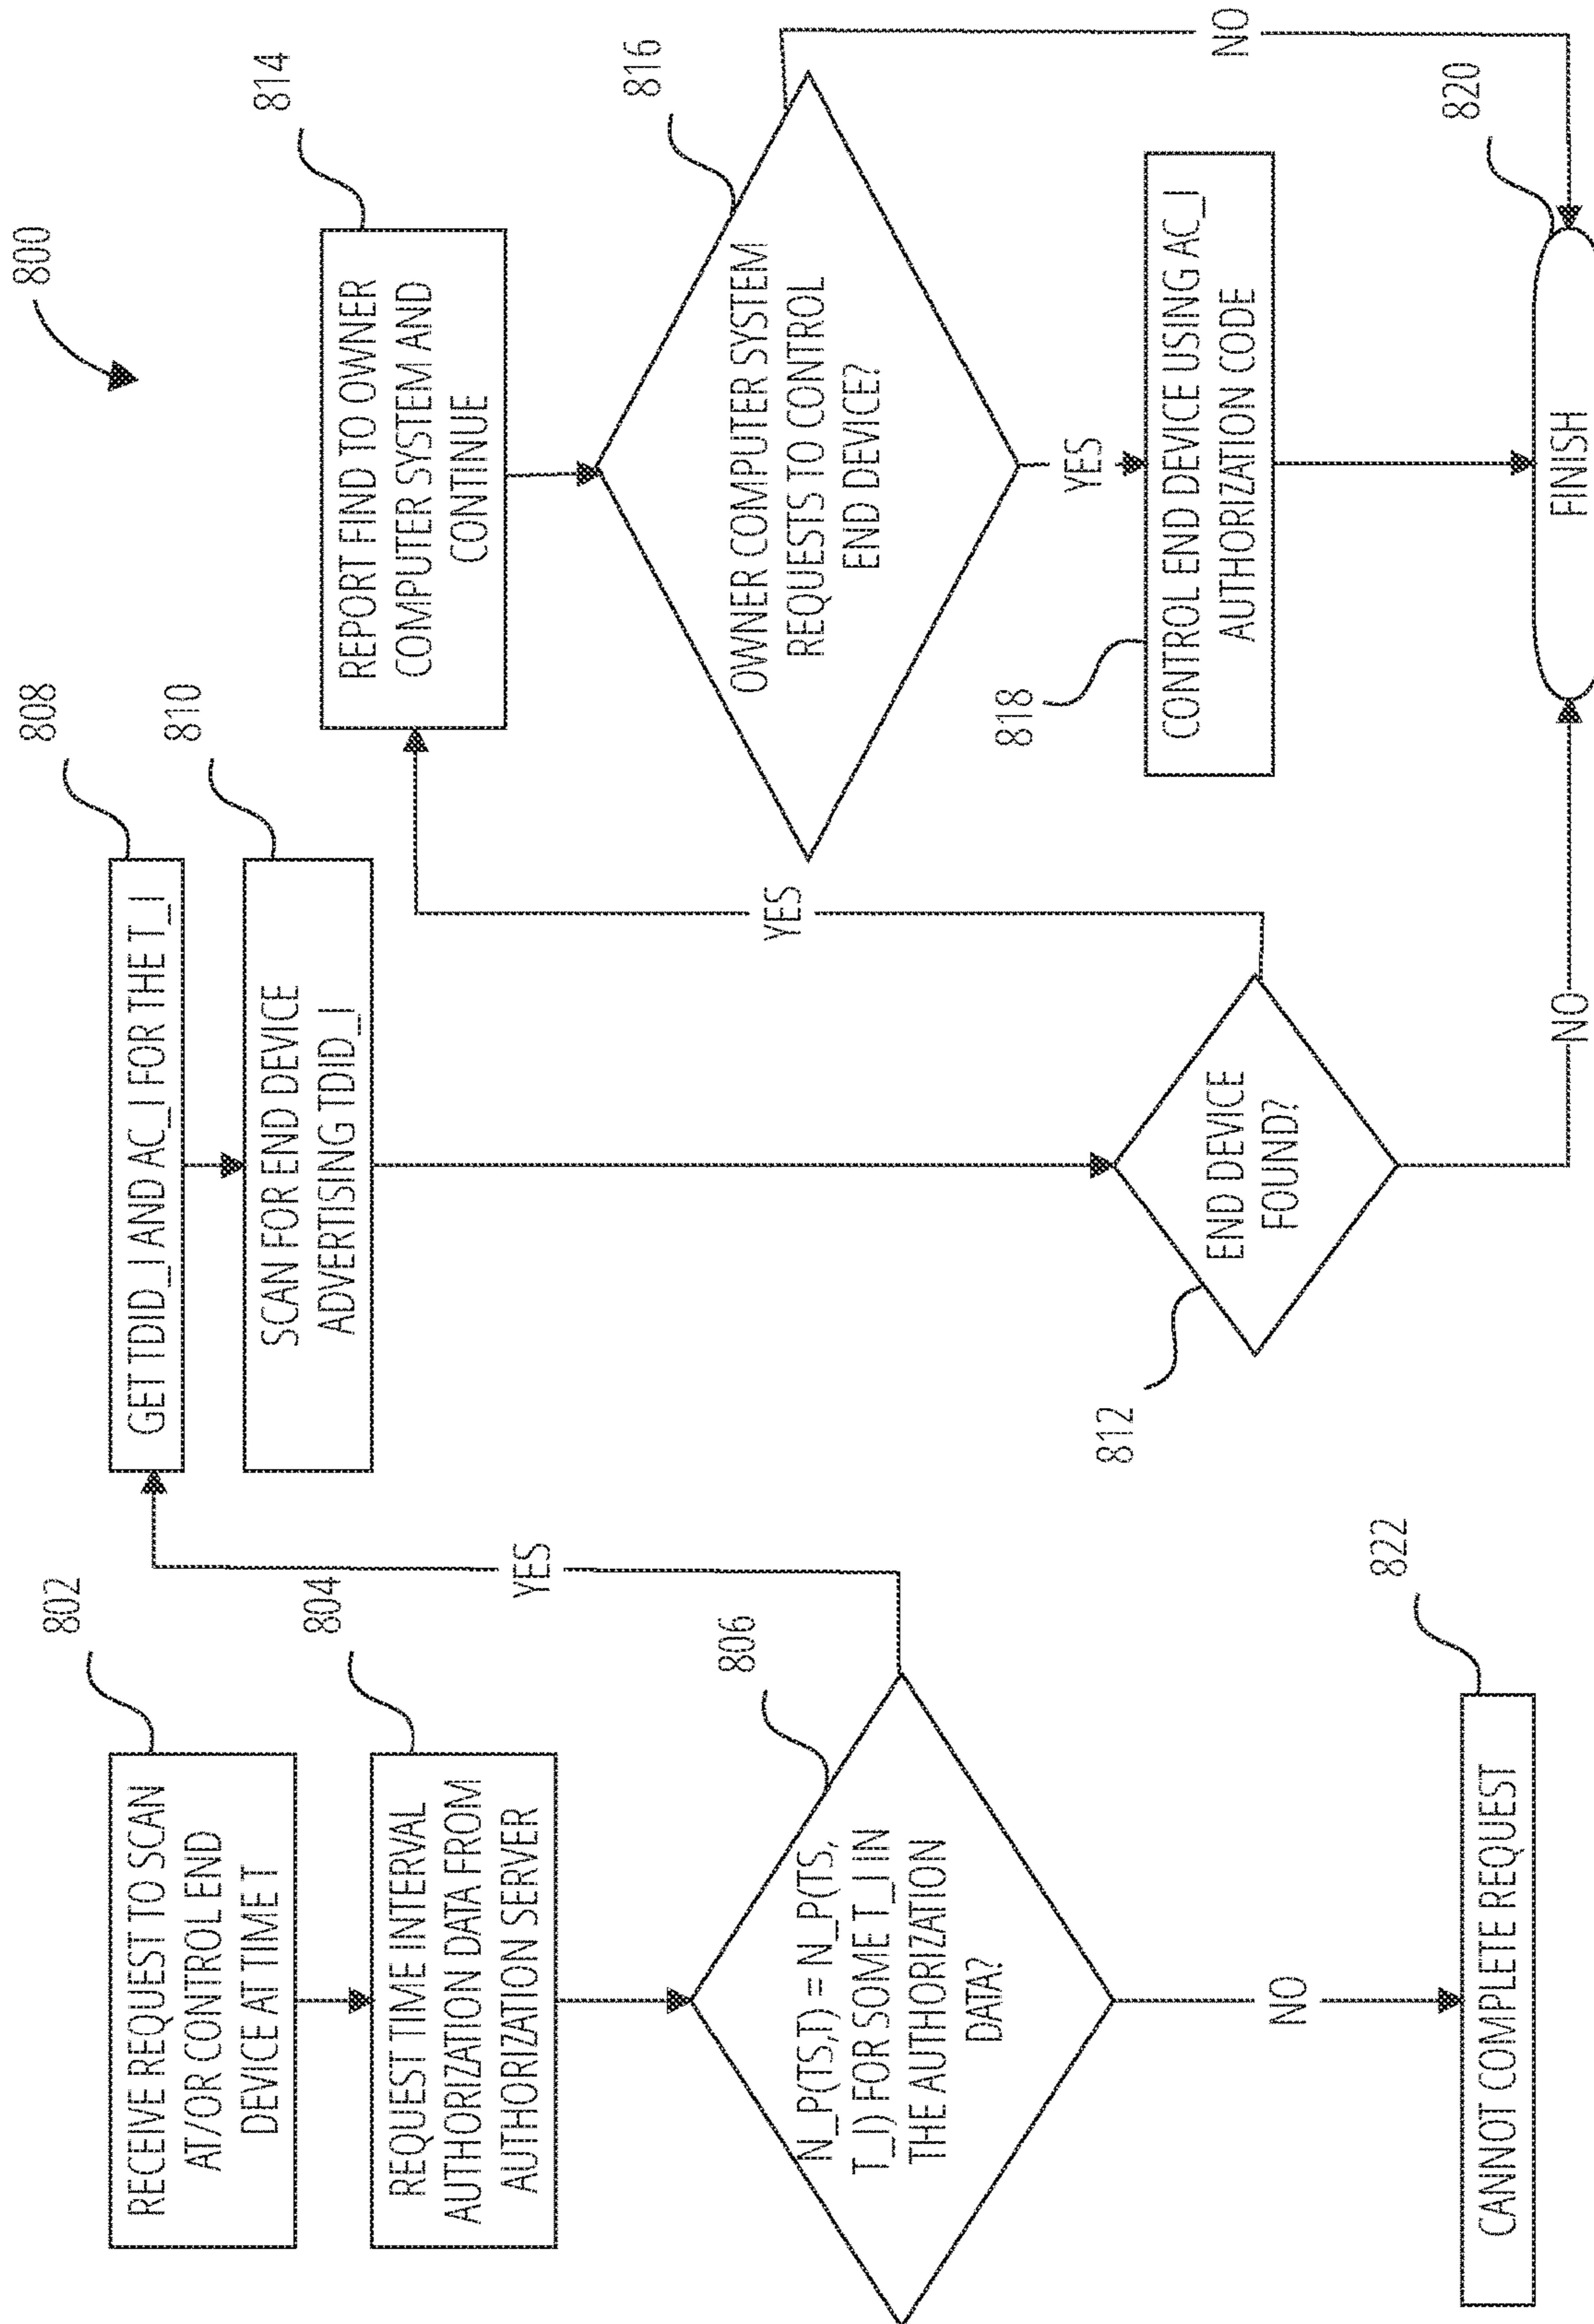 800
802
RECEIVE REQUEST TO SCAN
AT/OR CONTROL END
DEVICE AT TIME T
804
REQUEST TIME INTERVAL
AUTHORIZATION DATA FROM
AUTHORIZATION SERVER
806
N_P(TS,T) = N_P(TS,
T_I) FOR SOME T_I IN
THE AUTHORIZATION
DATA?
YES
NO
822
CANNOT COMPLETE REQUEST
808
GET TDID_I AND AC_I FOR THE T_I
810
SCAN FOR END DEVICE
ADVERTISING TDID_I
812
END DEVICE
FOUND?
YES
NO
814
REPORT FIND TO OWNER
COMPUTER SYSTEM AND
CONTINUE
816
OWNER COMPUTER SYSTEM
REQUESTS TO CONTROL
END DEVICE?
YES
NO
818
CONTROL END DEVICE USING AC_I
AUTHORIZATION CODE
820
FINISH